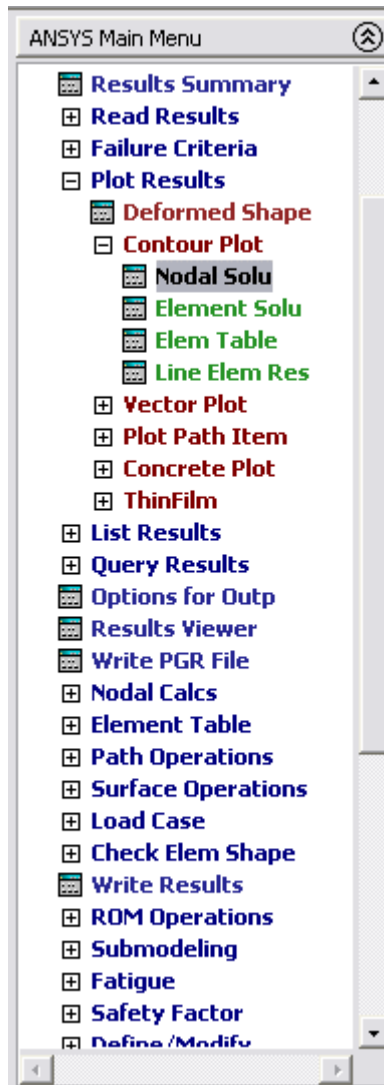 ANSYS Main Menu
Results Summary
Read Results
Failure Criteria
Plot Results
Deformed Shape
Contour Plot
Nodal Solu
Element Solu
Elem Table
Line Elem Res
Vector Plot
Plot Path Item
Concrete Plot
ThinFilm
List Results
Query Results
Options for Outp
Results Viewer
Write PGR File
Nodal Calcs
Element Table
Path Operations
Surface Operations
Load Case
Check Elem Shape
Write Results
ROM Operations
Submodeling
Fatigue
Safety Factor
Define/Modify